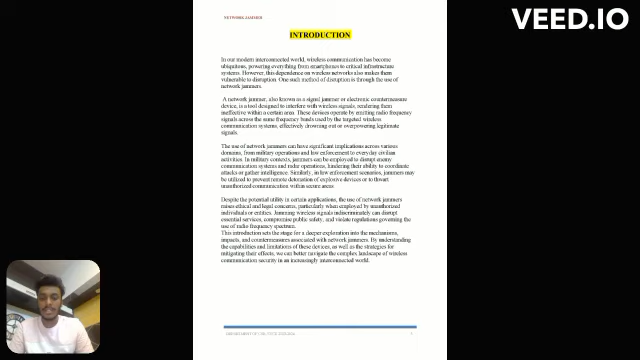 VEED.IO
NETWORK JAMMER
INTRODUCTION
In our modern interconnected world, wireless communication has become
ubiquitous, powering everything from smartphones to critical infrastructure
systems. However, this dependence on wireless networks also makes them
vulnerable to disruption. One such method of disruption is through the use of
network jammers.
A network jammer, also known as a signal jammer or electronic countermeasure
device, is a tool designed to interfere with wireless signals, rendering them
ineffective within a certain area. These devices operate by emitting radio frequency
signals across the same frequency bands used by the targeted wireless
communication systems, effectively drowning out or overpowering legitimate
signals.
The use of network jammers can have significant implications across various
domains, from military operations and law enforcement to everyday civilian
activities. In military contexts, jammers can be employed to disrupt enemy
communication systems and radar operations, hindering their ability to coordinate
attacks or gather intelligence. Similarly, in law enforcement scenarios, jammers may
be utilized to prevent remote detonation of explosive devices or to thwart
unauthorized communication within secure areas
Despite the potential utility in certain applications, the use of network jammers
raises ethical and legal concerns, particularly when employed by unauthorized
individuals or entities. Jamming wireless signals indiscriminately can disrupt
essential services, compromise public safety, and violate regulations governing the
use of radio frequency spectrum.
This introduction sets the stage for a deeper exploration into the mechanisms,
impacts, and countermeasures associated with network jammers. By understanding
the capabilities and limitations of these devices, as well as the strategies for
mitigating their effects, we can better navigate the complex landscape of wireless
communication security in an increasingly interconnected world.
DEPARTMENT OF